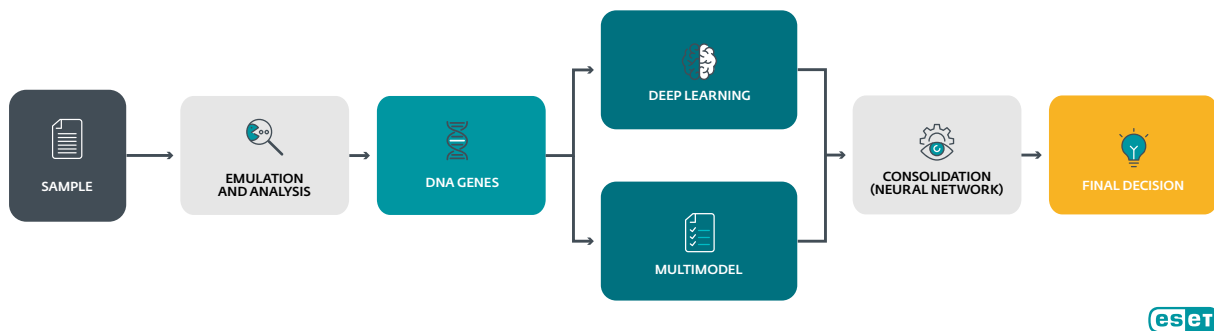 SAMPLE
EMULATION
AND ANALYSIS
DNA GENES
DEEP LEARNING
MULTIMODEL
CONSOLIDATION
(NEURAL NETWORK)
FINAL DECISION
eseT